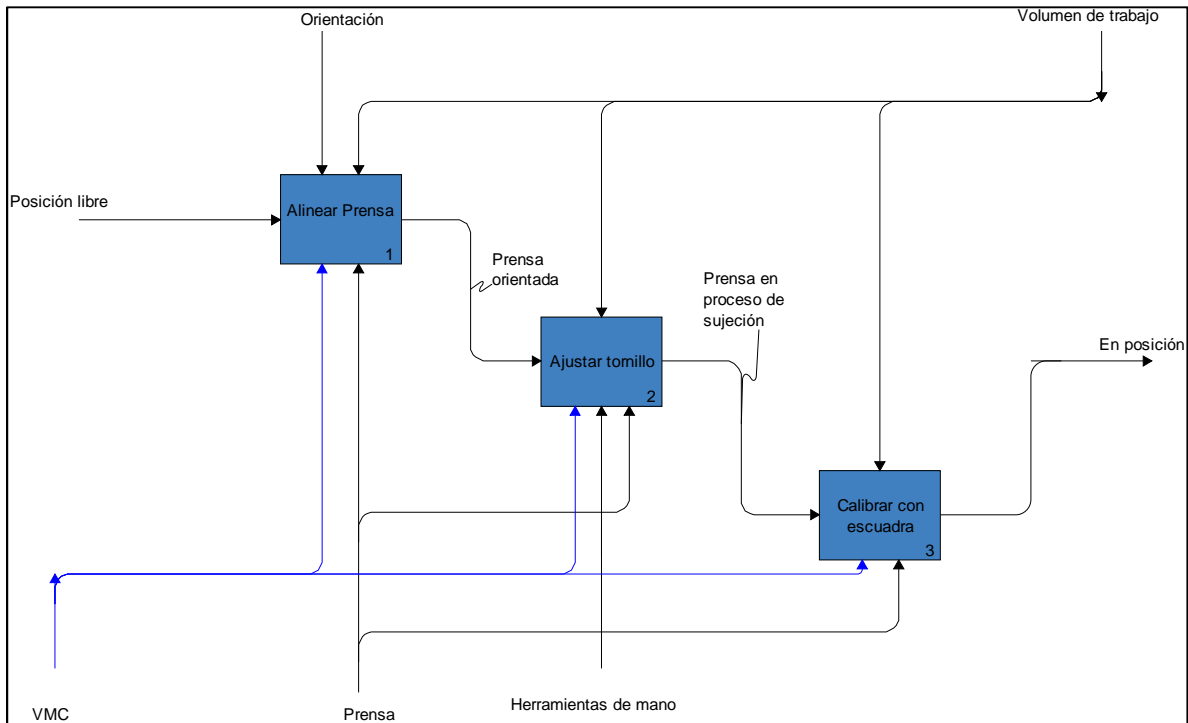 Orientación
Volumen de trabajo
Posición libre
Alinear Prensa
1
Prensa
orientada
Prensa en
proceso de
sujeción
Ajustar tornillo
2
En posición
Calibrar con
escuadra
3
VMC
Prensa
Herramientas de mano